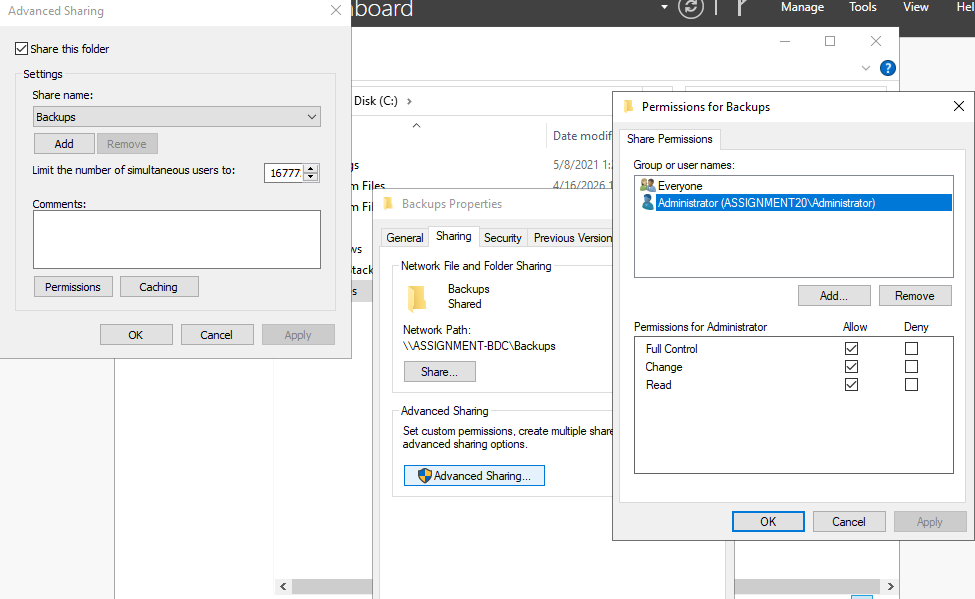 Advanced Sharing
Share this folder
Settings
Share name:
Backups
Add
Remove
Limit the number of simultaneous users to:
16777
Comments:
Permissions
Caching
OK
Cancel
Apply
board
Manage
Tools
View
Hel
?
Disk (C:)
Date modif
gs
5/8/2021 1:
m Files
4/16/2026 1
m Fi
ws
tack
s
Backups Properties
General
Sharing
Security
Previous Version
Network File and Folder Sharing
Backups
Shared
Network Path:
\\ASSIGNMENT-BDC\Backups
Share...
Advanced Sharing
Set custom permissions, create multiple share
advanced sharing options.
Advanced Sharing...
Permissions for Backups
Share Permissions
Group or user names:
Everyone
Administrator (ASSIGNMENT20\Administrator)
Add...
Remove
Permissions for Administrator
Allow
Deny
Full Control
Change
Read
OK
Cancel
Apply